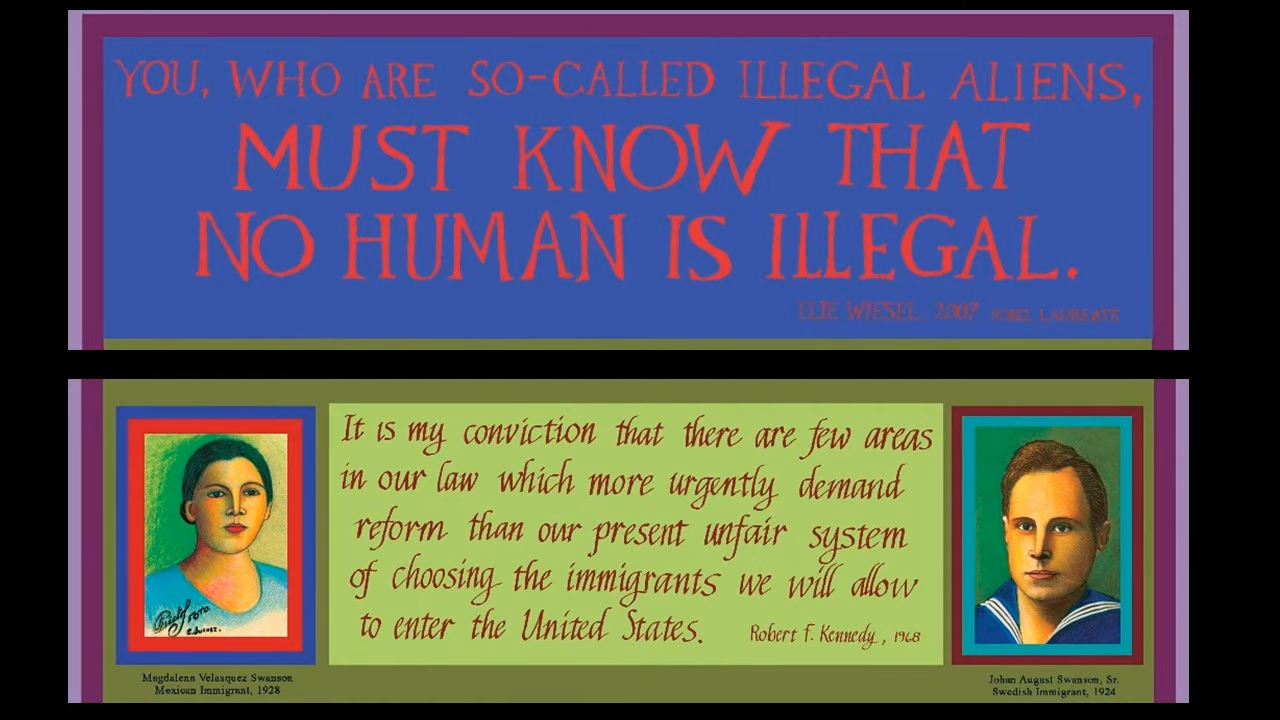 YOU, WHO ARE SO-CALLED ILLEGAL ALIENS,
MUST KNOW THAT
NO HUMAN IS ILLEGAL.
ELIE WIESEL, 2007 NOBEL LAUREATE
It is my conviction that there are few areas
in our law which more urgently demand
reform than our present unfair system
of choosing the immigrants we will allow
to enter the United States.
Robert F. Kennedy, 1968
Magdalena Velasquez Swanson
Mexican Immigrant, 1928
Johan August Swanson, Sr.
Swedish Immigrant, 1924